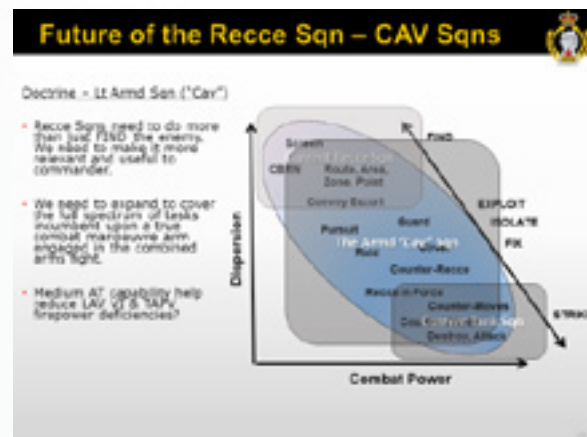 Future of the Recce Sqn – CAV Sqns
Doctrine – Lt Armd Sqn ("Cav")
Recce Sqns need to do more
than just FIND the enemy.
We need to make it more
relevant and useful to
commander.
We need to expand to cover
the full spectrum of tasks
incumbent upon a true
combat manoeuvre arm
engaged in the combined
arms fight.
Medium AT capability help
reduce LAV, & TAPV
firepower deficiencies?
Dispersion
Combat Power
Screen
CBRN
Route, Area,
Zone, Point
Convoy Escort
Pursuit
Guard
Raid
The Armd "Cav" Sqn
Counter-Recce
Recce in Force
Counter-Moves
Current Tank Sqn
Destroy, Attack
FIND
EXPLOIT
ISOLATE
FIX
STRIKE